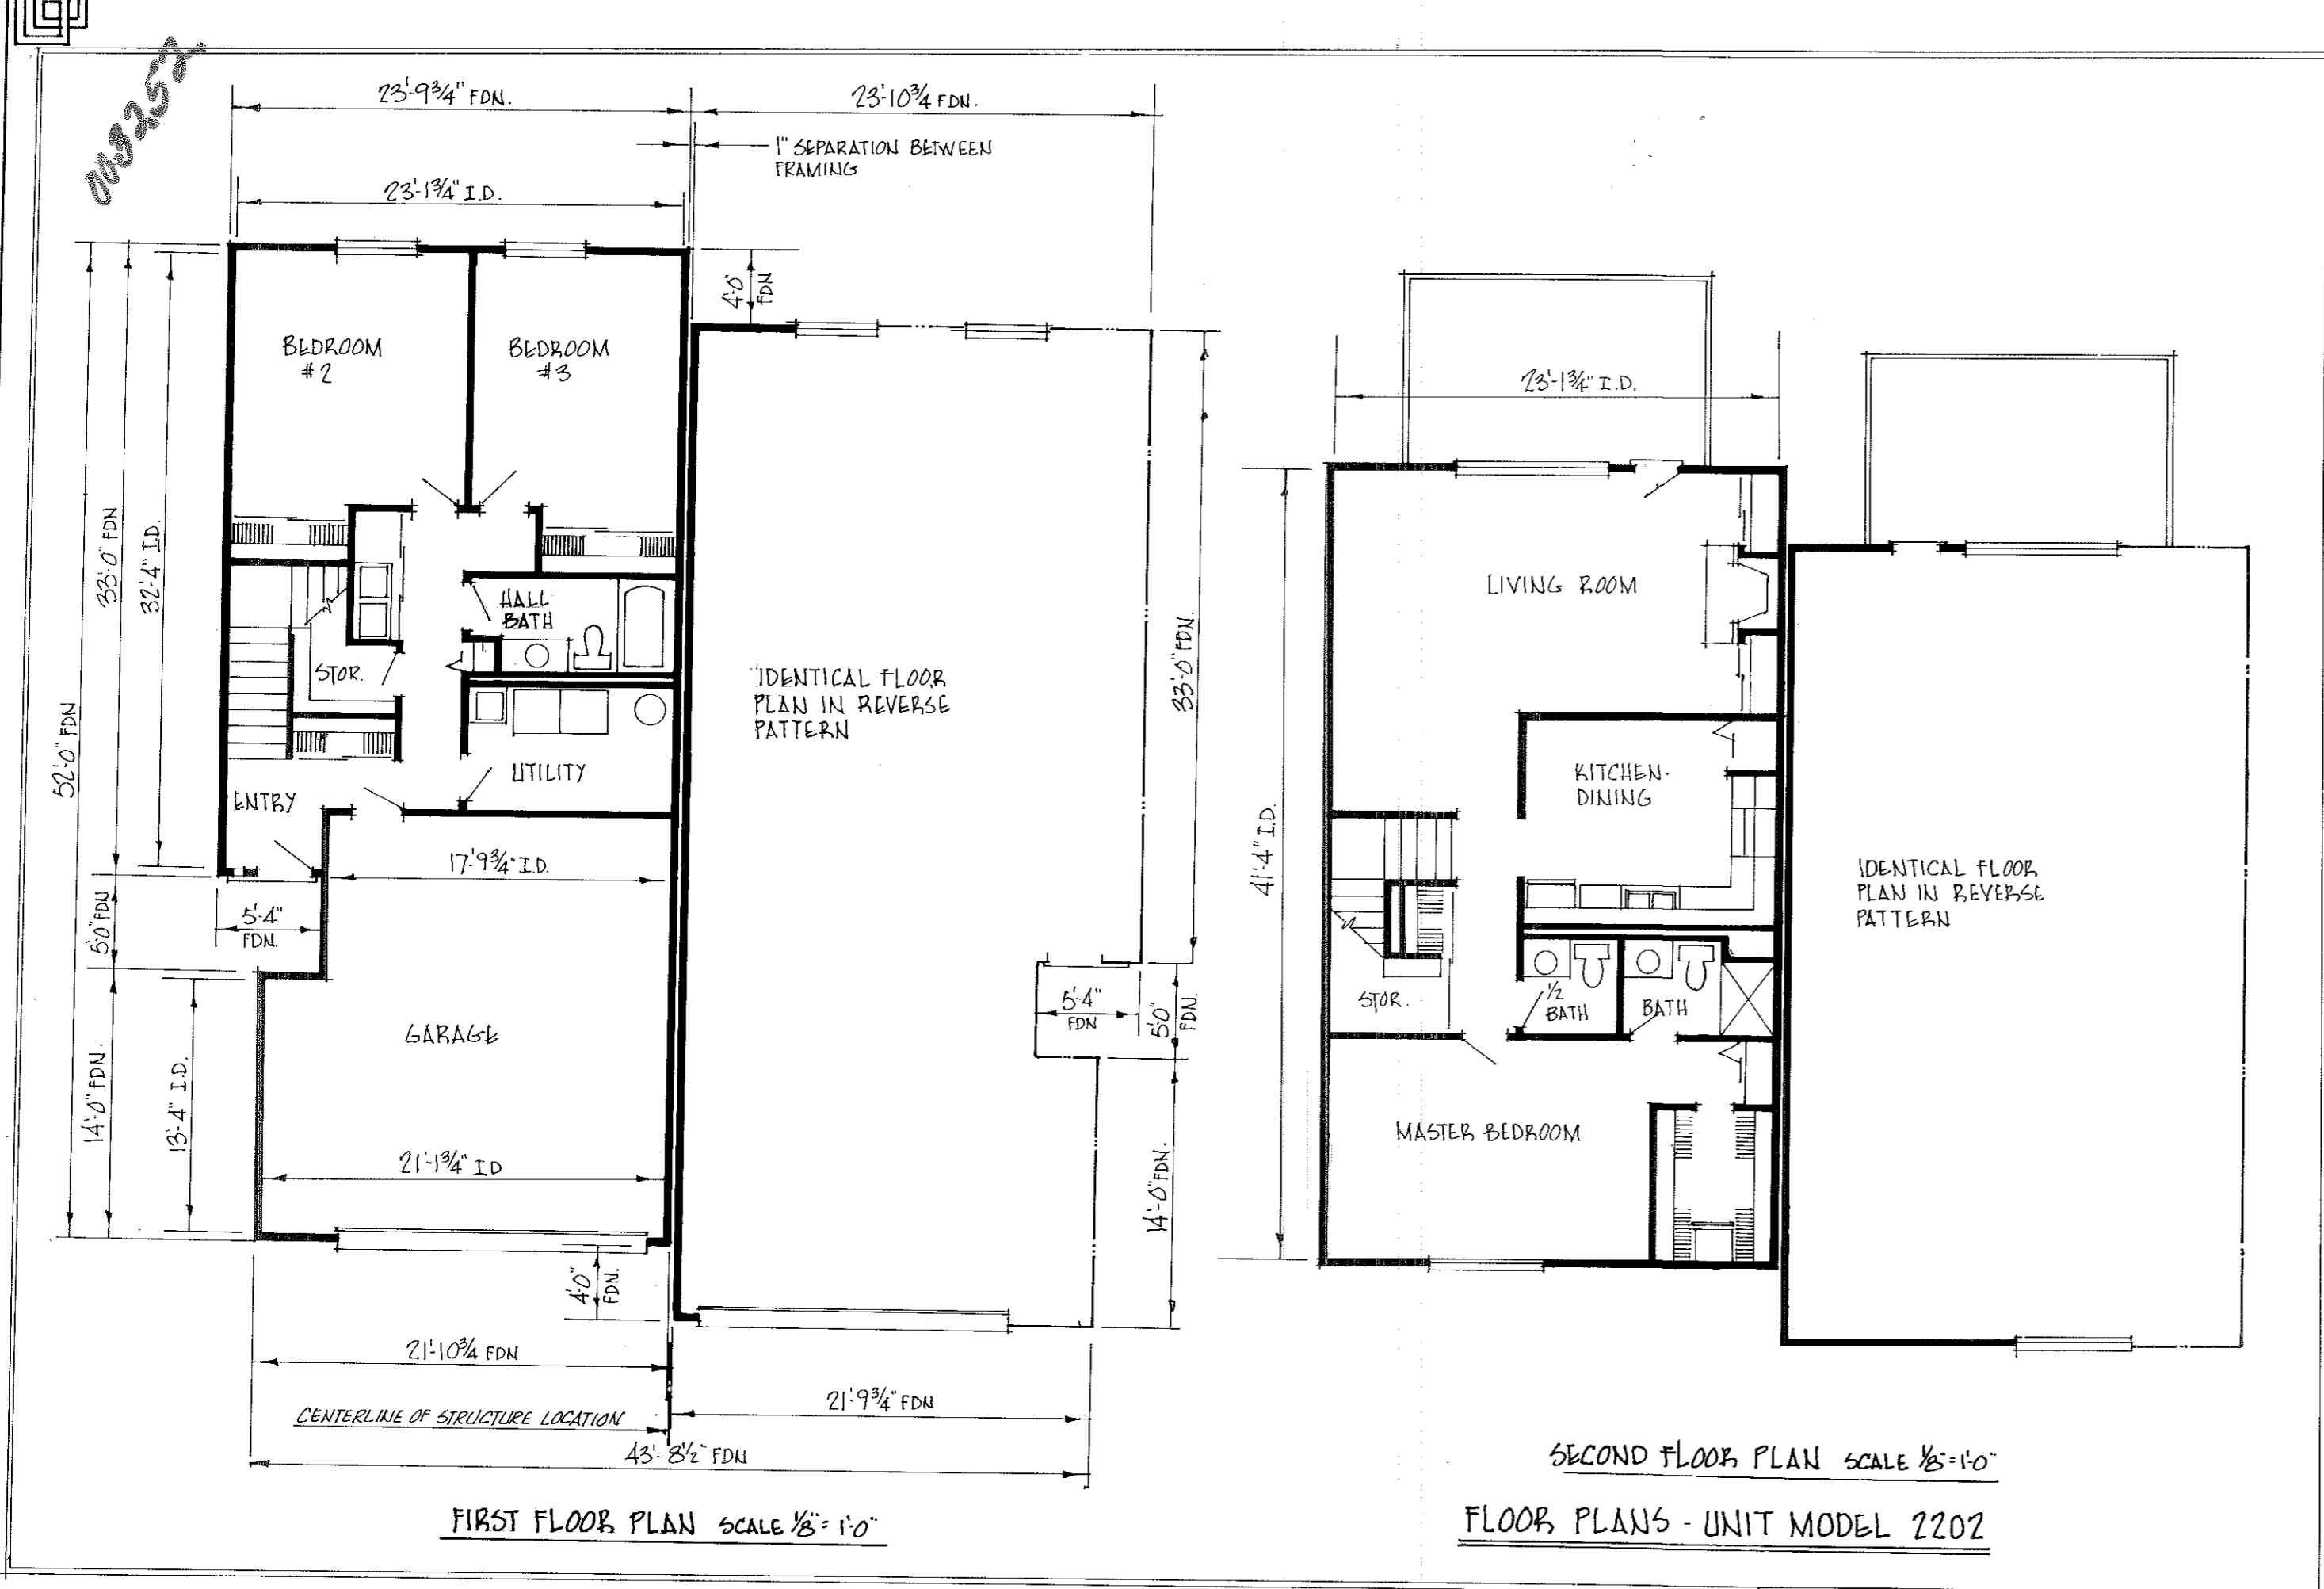 003252
23'-9¾" FDN.
23'-10¾ FDN.
1" SEPARATION BETWEEN
FRAMING
23'-1¾" I.D.
4'-0"
FDN
BEDROOM
#2
BEDROOM
#3
33'-0" FDN
32'-4" I.D.
52'-0" FDN
HALL
BATH
STOR.
UTILITY
ENTRY
IDENTICAL FLOOR
PLAN IN REVERSE
PATTERN
33'-0" FDN.
17'-9¾" I.D.
5'-4"
FDN.
5'-0" FDN
14'-0" FDN.
13'-4" I.D.
GARAGE
21'-1¾" I.D
5'-4"
FDN
5'-0"
FDN.
14'-0" FDN.
4'-0"
FDN.
21'-10¾ FDN
CENTERLINE OF STRUCTURE LOCATION
21'-9¾" FDN
43'-8½" FDN
FIRST FLOOR PLAN SCALE ⅛" = 1'-0"
23'-1¾" I.D.
LIVING ROOM
KITCHEN-
DINING
41'-4" I.D.
STOR.
½
BATH
BATH
MASTER BEDROOM
IDENTICAL FLOOR
PLAN IN REVERSE
PATTERN
SECOND FLOOR PLAN SCALE ⅛" = 1'-0"
FLOOR PLANS - UNIT MODEL 2202